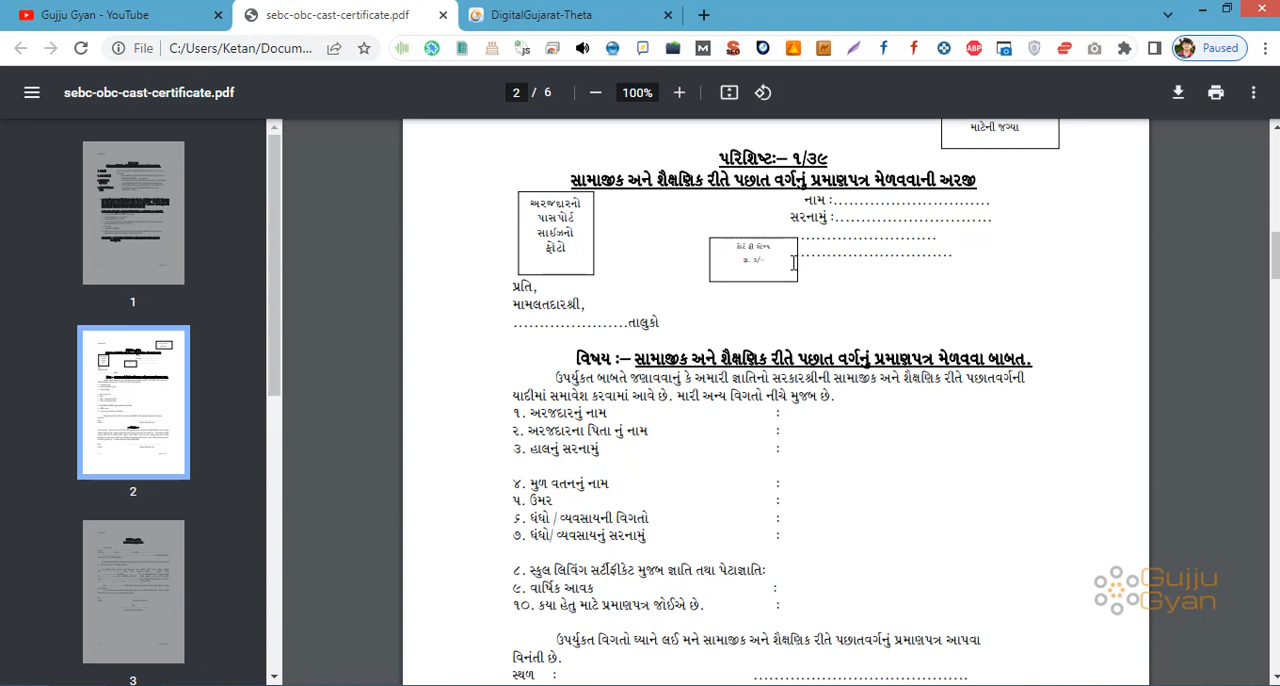 Gujju Gyan - YouTube
sebc-obc-cast-certificate.pdf
DigitalGujarat-Theta
File
C:/Users/Ketan/Docum...
Paused
sebc-obc-cast-certificate.pdf
2 / 6
100%
માટેની જગ્યા
પરિશિષ્ટઃ– ૧/૩૯
સામાજીક અને શૈક્ષણિક રીતે પછાત વર્ગનું પ્રમાણપત્ર મેળવવાની અરજી
અરજદારનો
પાસપોર્ટ
સાઈઝનો
ફોટો
નામ :..............................
સરનામું :..............................
..........................
..............................
કોર્ટ ફી સ્ટેમ્પ
રૂા. ૩/–
પ્રતિ,
મામલતદારશ્રી,
......................તાલુકો
વિષય :– સામાજીક અને શૈક્ષણિક રીતે પછાત વર્ગનું પ્રમાણપત્ર મેળવવા બાબત.
ઉપર્યુકત બાબતે જણાવવાનું કે અમારી જ્ઞાતિનો સરકારશ્રીની સામાજીક અને શૈક્ષણિક રીતે પછાતવર્ગની
યાદીમાં સમાવેશ કરવામાં આવે છે. મારી અન્ય વિગતો નીચે મુજબ છે.
૧. અરજદારનું નામ :
ર. અરજદારના પિતા નું નામ :
૩. હાલનું સરનામું :
૪. મુળ વતનનું નામ :
પ. ઉંમર :
૬. ધંધો / વ્યવસાયની વિગતો :
૭. ધંધો/ વ્યવસાયનું સરનામું :
૮. સ્કુલ લિવિંગ સર્ટીફીકેટ મુજબ જ્ઞાતિ તથા પેટાજ્ઞાતિઃ
૯. વાર્ષિક આવક :
૧૦. કયા હેતુ માટે પ્રમાણપત્ર જોઈએ છે. :
ઉપર્યુકત વિગતો ધ્યાને લઈ મને સામાજીક અને શૈક્ષણિક રીતે પછાતવર્ગનું પ્રમાણપત્ર આપવા
વિનંતી છે.
સ્થળ : ........................................
1
2
3
Gujju
Gyan